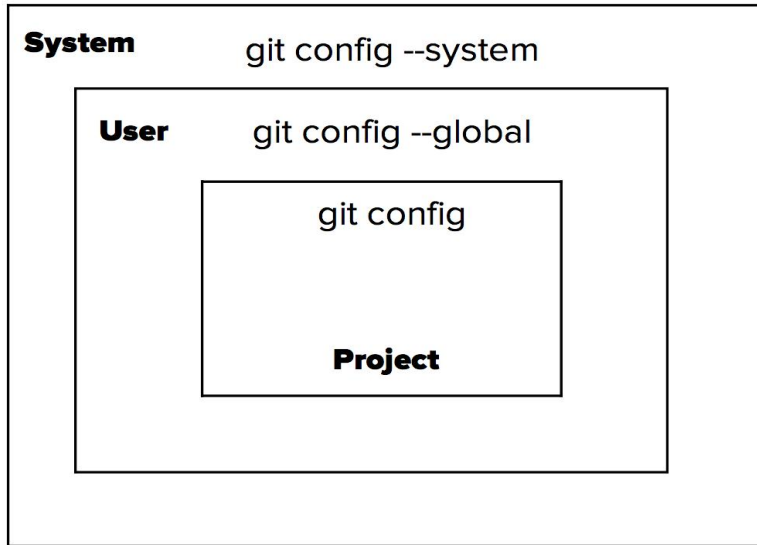 System git config --system
User git config --global
git config
Project